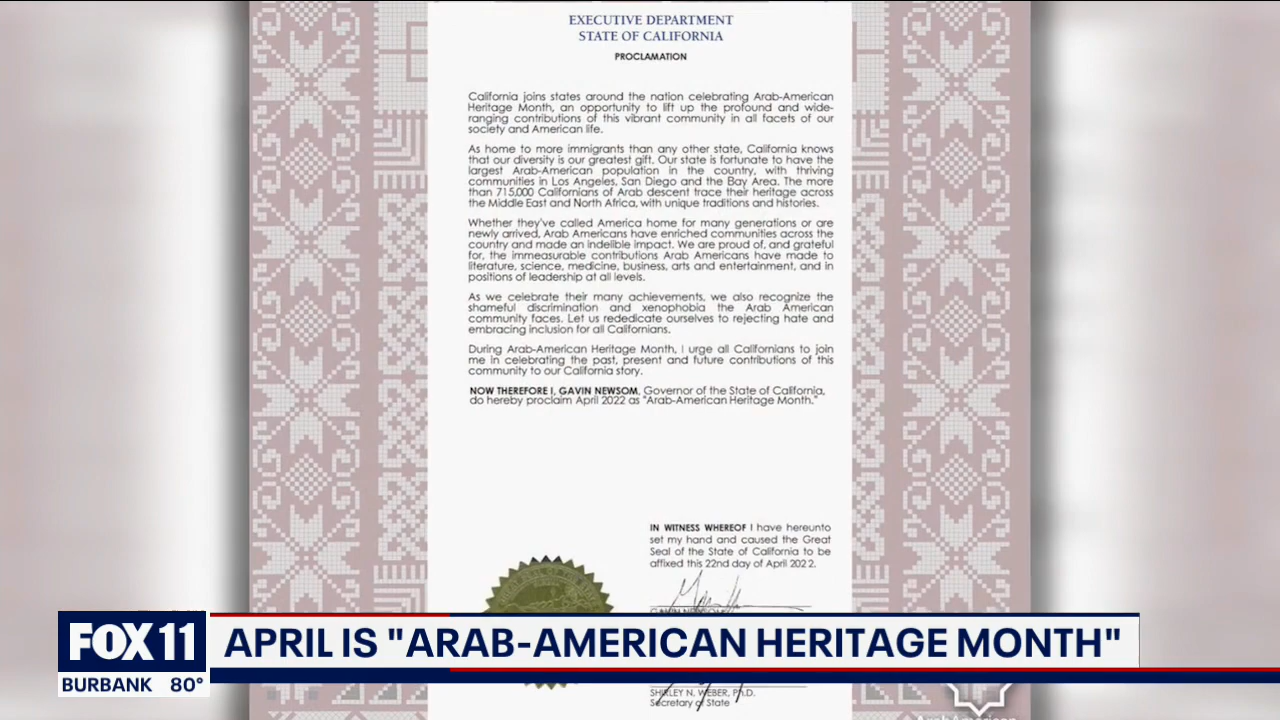 EXECUTIVE DEPARTMENT
STATE OF CALIFORNIA
PROCLAMATION
California joins states around the nation celebrating Arab-American
Heritage Month, an opportunity to lift up the profound and wide-
ranging contributions of this vibrant community in all facets of our
society and American life.
As home to more immigrants than any other state, California knows
that our diversity is our greatest gift. Our state is fortunate to have the
largest Arab-American population in the country, with thriving
communities in Los Angeles, San Diego and the Bay Area. The more
than 715,000 Californians of Arab descent trace their heritage across
the Middle East and North Africa, with unique traditions and histories.
Whether they've called America home for many generations or are
newly arrived, Arab Americans have enriched communities across the
country and made an indelible impact. We are proud of, and grateful
for, the immeasurable contributions Arab Americans have made to
literature, science, medicine, business, arts and entertainment, and in
positions of leadership at all levels.
As we celebrate their many achievements, we also recognize the
shameful discrimination and xenophobia the Arab American
community faces. Let us rededicate ourselves to rejecting hate and
embracing inclusion for all Californians.
During Arab-American Heritage Month, I urge all Californians to join
me in celebrating the past, present and future contributions of this
community to our California story.
NOW THEREFORE I, GAVIN NEWSOM, Governor of the State of California,
do hereby proclaim April 2022 as "Arab-American Heritage Month."
IN WITNESS WHEREOF I have hereunto
set my hand and caused the Great
Seal of the State of California to be
affixed this 22nd day of April 2022.
GAVIN NEWSOM
FOX 11
APRIL IS "ARAB-AMERICAN HERITAGE MONTH"
BURBANK 80°
SHIRLEY N. WEBER, Ph.D.
Secretary of State